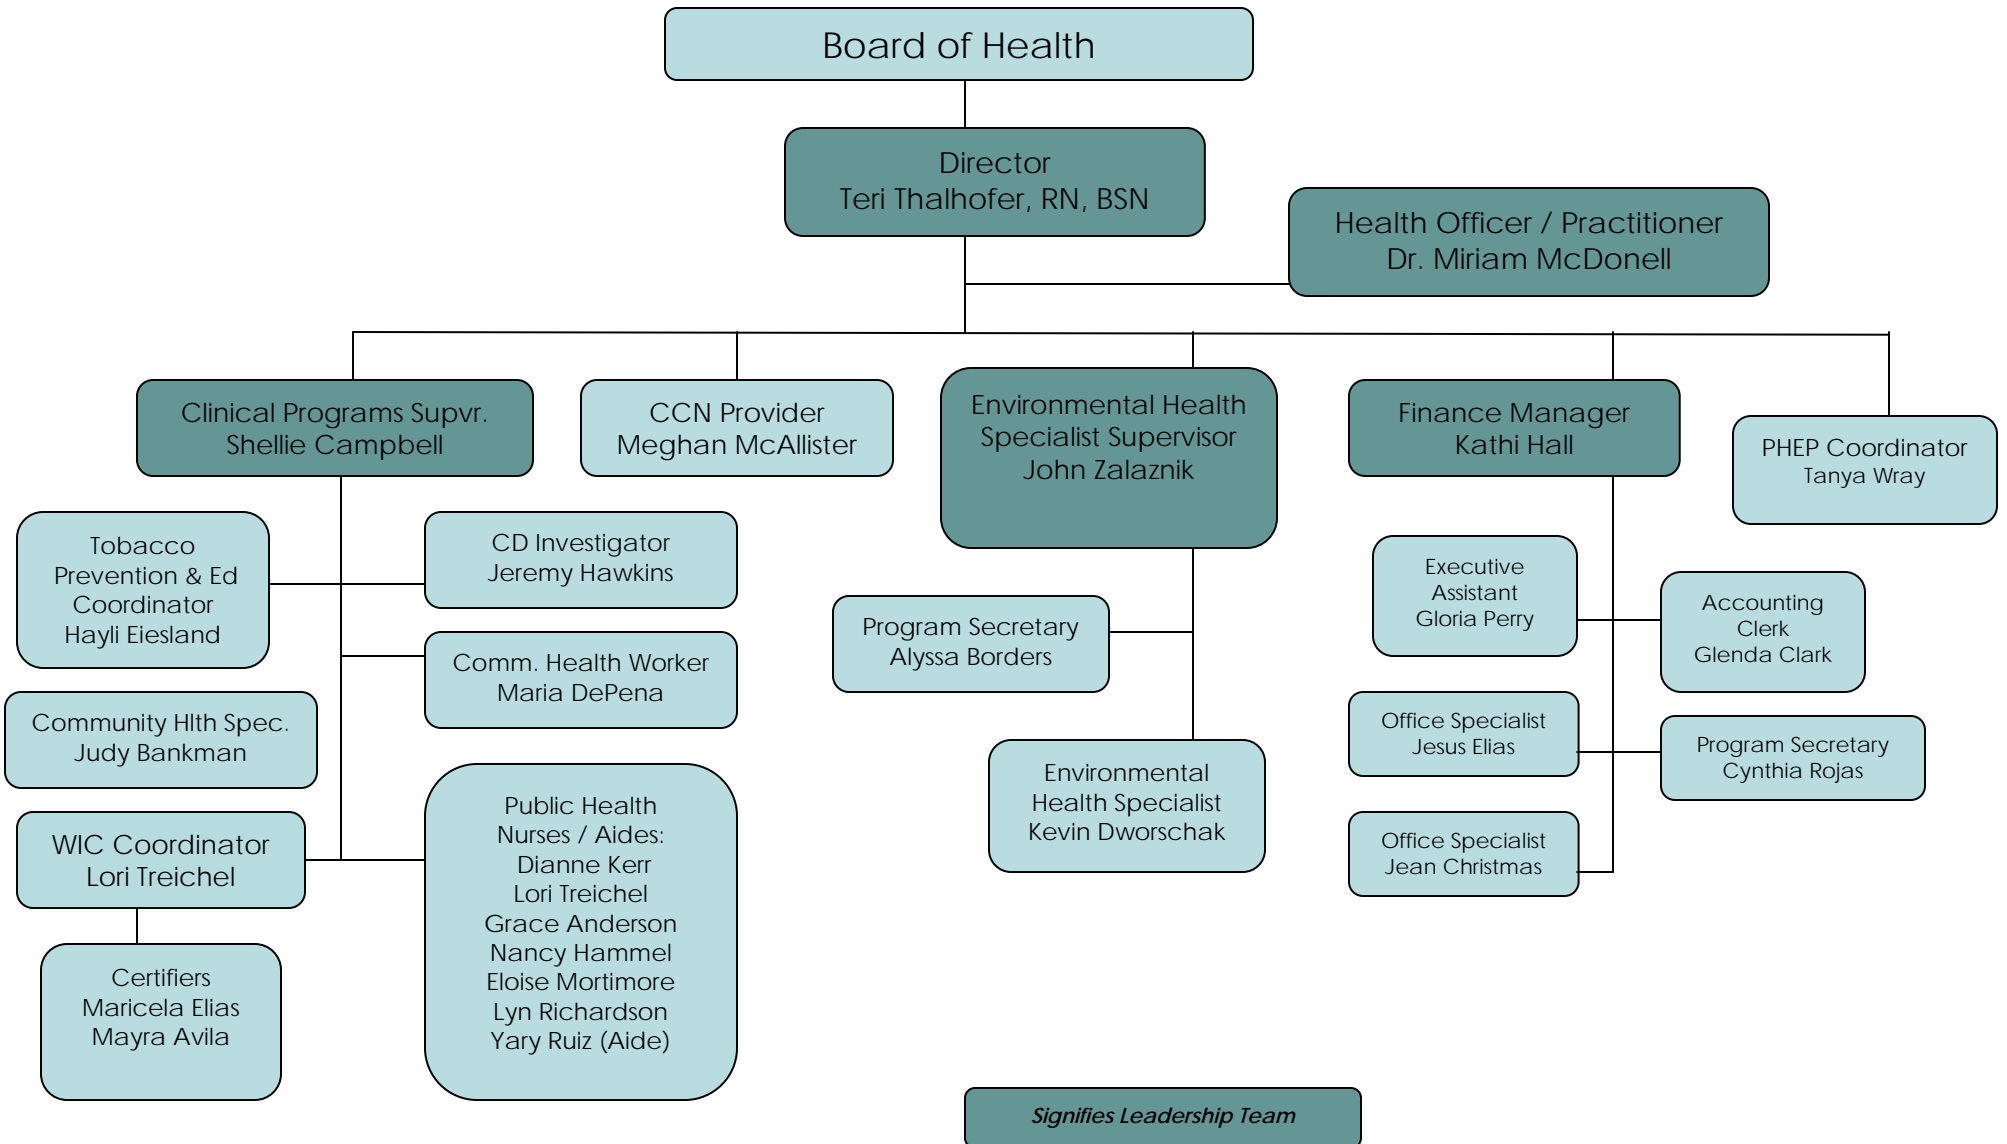 Board of Health
Director
Teri Thalhofer, RN, BSN
Health Officer / Practitioner
Dr. Miriam McDonell
Clinical Programs Supvr.
Shellie Campbell
CCN Provider
Meghan McAllister
Environmental Health
Specialist Supervisor
John Zalaznik
Finance Manager
Kathi Hall
PHEP Coordinator
Tanya Wray
Tobacco
Prevention & Ed
Coordinator
Hayli Eiesland
CD Investigator
Jeremy Hawkins
Comm. Health Worker
Maria DePena
Community Hlth Spec.
Judy Bankman
WIC Coordinator
Lori Treichel
Certifiers
Maricela Elias
Mayra Avila
Public Health
Nurses / Aides:
Dianne Kerr
Lori Treichel
Grace Anderson
Nancy Hammel
Eloise Mortimore
Lyn Richardson
Yary Ruiz (Aide)
Program Secretary
Alyssa Borders
Environmental
Health Specialist
Kevin Dworschak
Executive
Assistant
Gloria Perry
Accounting
Clerk
Glenda Clark
Office Specialist
Jesus Elias
Program Secretary
Cynthia Rojas
Office Specialist
Jean Christmas
Signifies Leadership Team